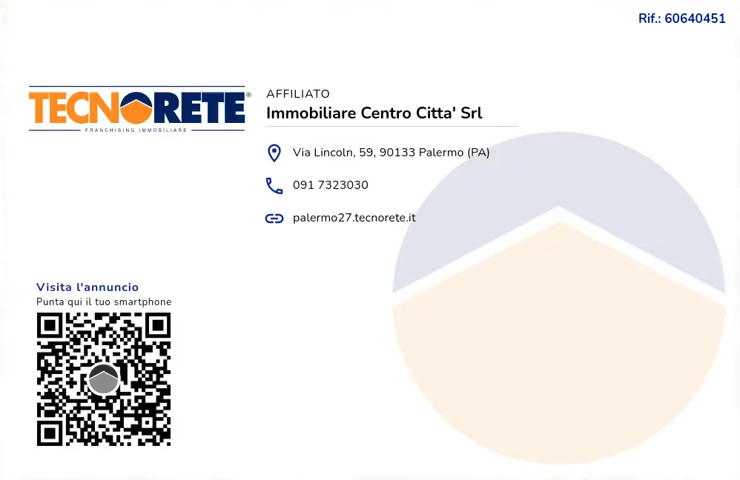 Rif.: 60640451
TECNORETE®
FRANCHISING IMMOBILIARE
AFFILIATO
Immobiliare Centro Citta' Srl
Via Lincoln, 59, 90133 Palermo (PA)
091 7323030
palermo27.tecnorete.it
Visita l'annuncio
Punta qui il tuo smartphone